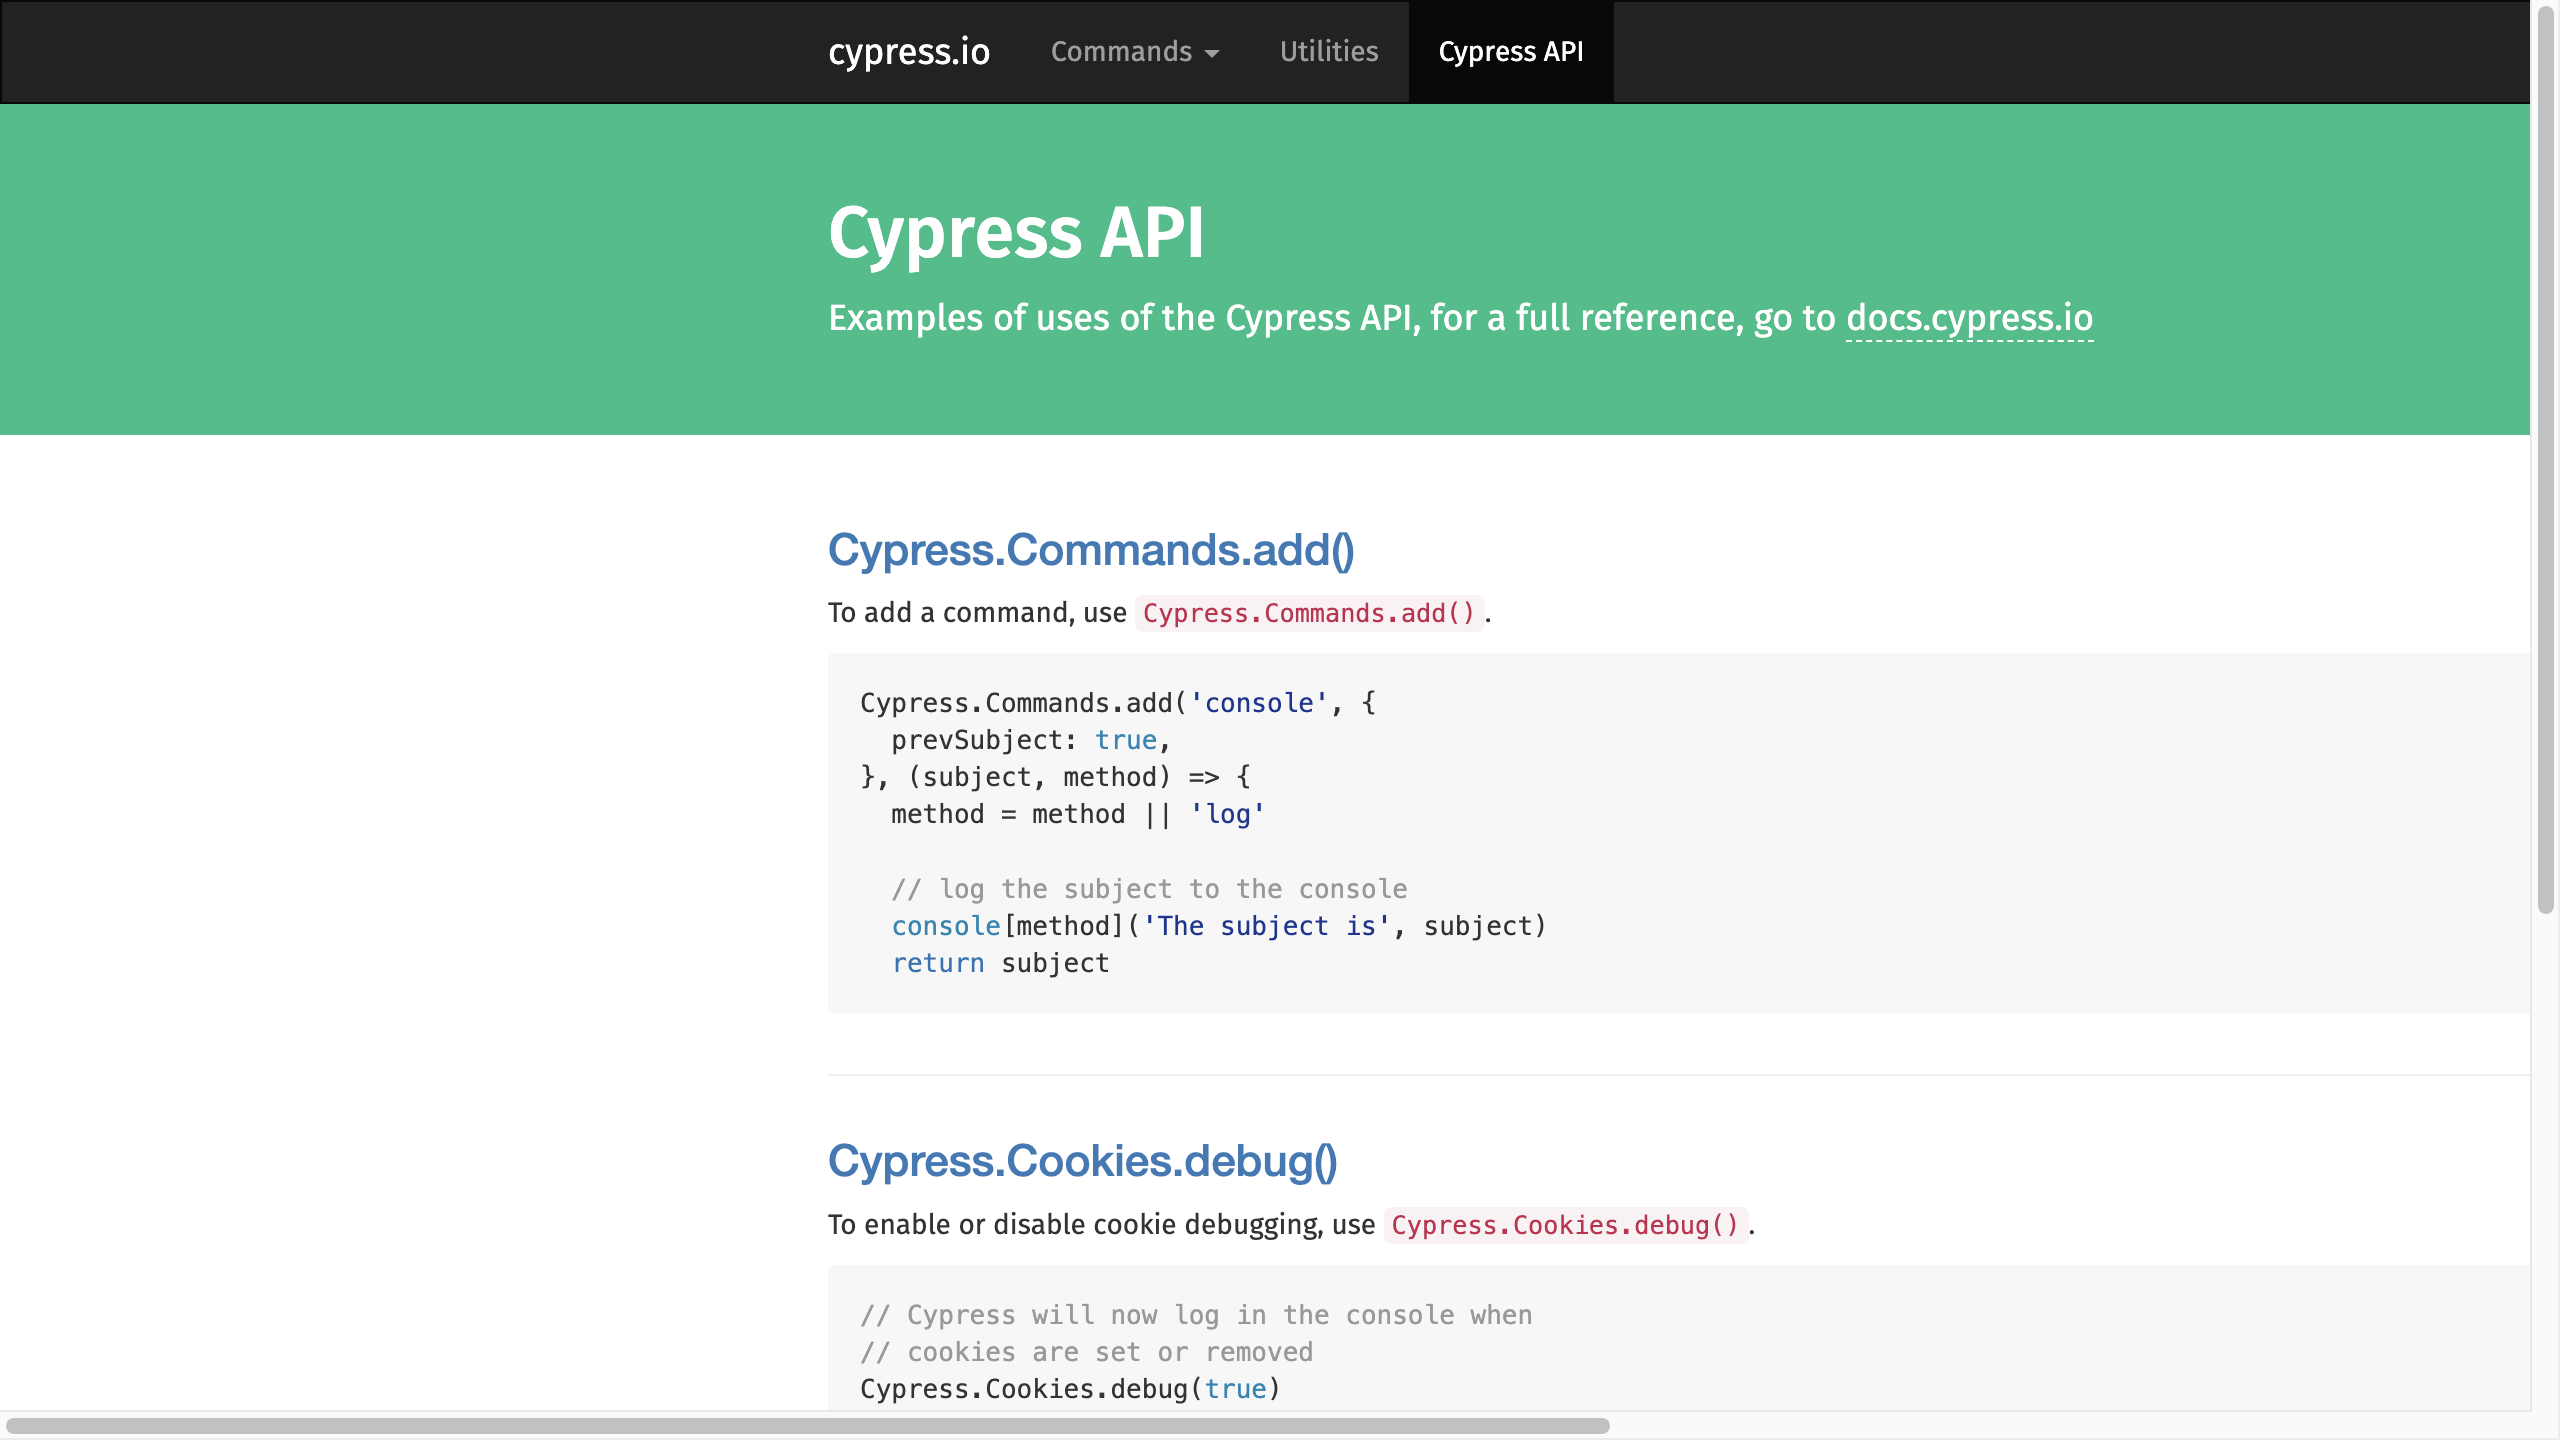 cypress.io Commands Utilities Cypress API
Cypress API
Examples of uses of the Cypress API, for a full reference, go to docs.cypress.io
Cypress.Commands.add()
To add a command, use Cypress.Commands.add().
Cypress.Commands.add('console', {
  prevSubject: true,
}, (subject, method) => {
  method = method || 'log'
  // log the subject to the console
  console[method]('The subject is', subject)
  return subject
Cypress.Cookies.debug()
To enable or disable cookie debugging, use Cypress.Cookies.debug().
// Cypress will now log in the console when
// cookies are set or removed
Cypress.Cookies.debug(true)